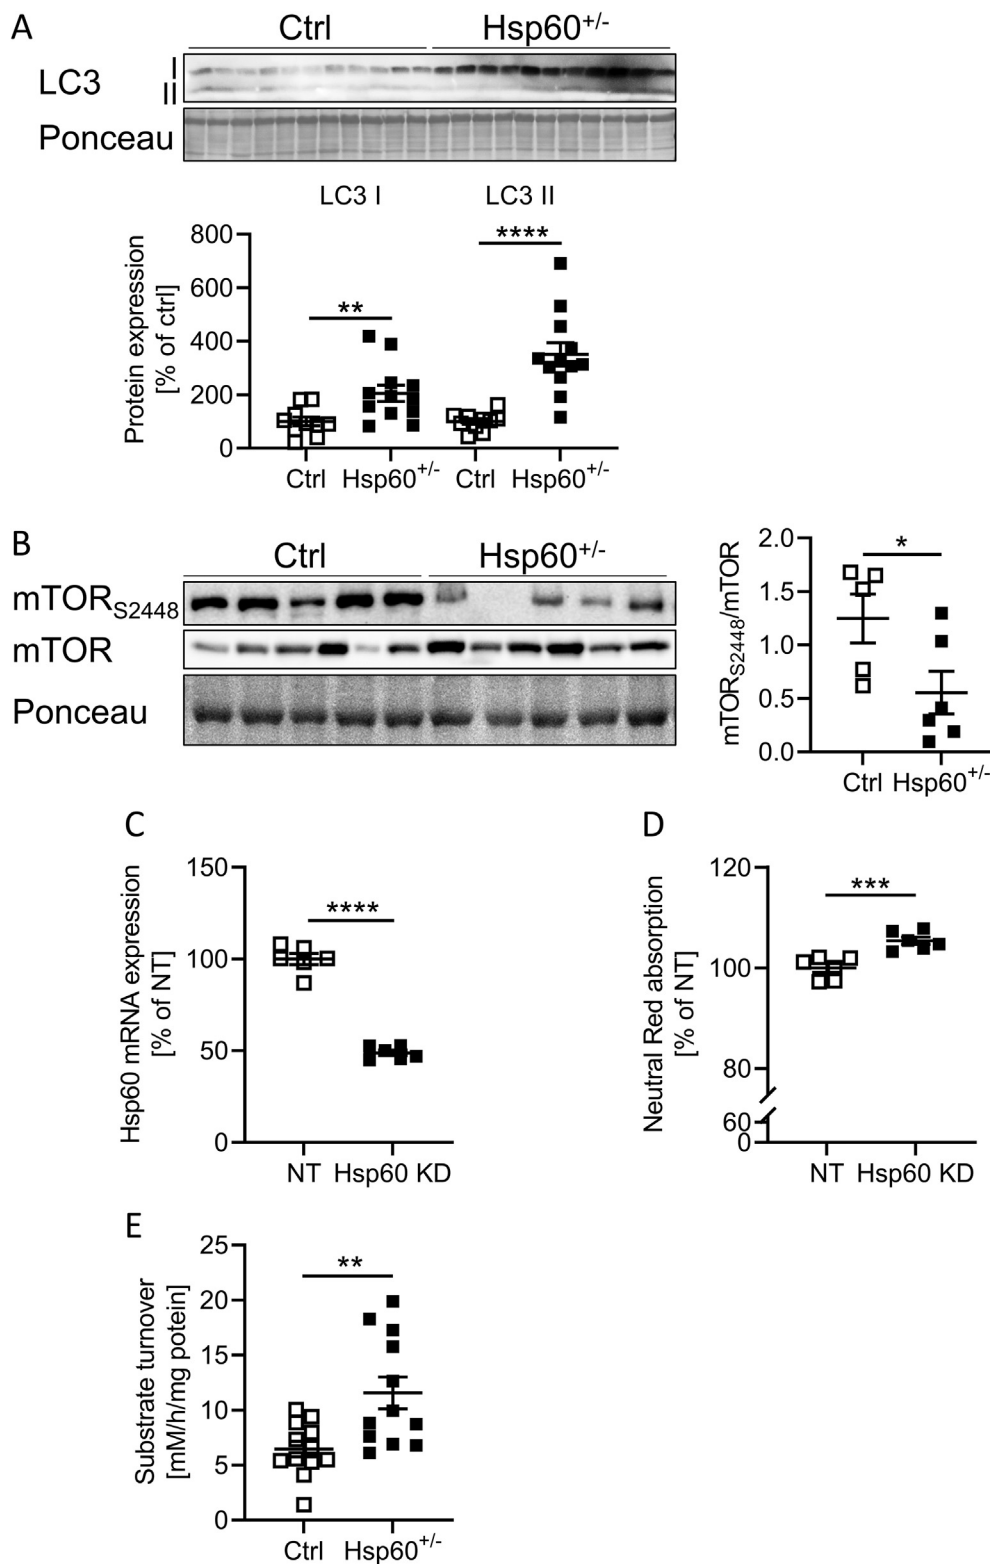 A
Ctrl Hsp60+/-
LC3 I
II
Ponceau
LC3 I LC3 II
Protein expression
[% of ctrl]
800
600
400
200
0
** ****
Ctrl Hsp60+/- Ctrl Hsp60+/-
B
Ctrl Hsp60+/-
mTORS2448
mTOR
Ponceau
mTORS2448/mTOR
2.0
1.5
1.0
0.5
0.0
*
Ctrl Hsp60+/-
C
Hsp60 mRNA expression
[% of NT]
150
100
50
0
****
NT Hsp60 KD
D
Neutral Red absorption
[% of NT]
120
100
80
60
0
***
NT Hsp60 KD
E
Substrate turnover
[mM/h/mg potein]
25
20
15
10
5
0
**
Ctrl Hsp60+/-